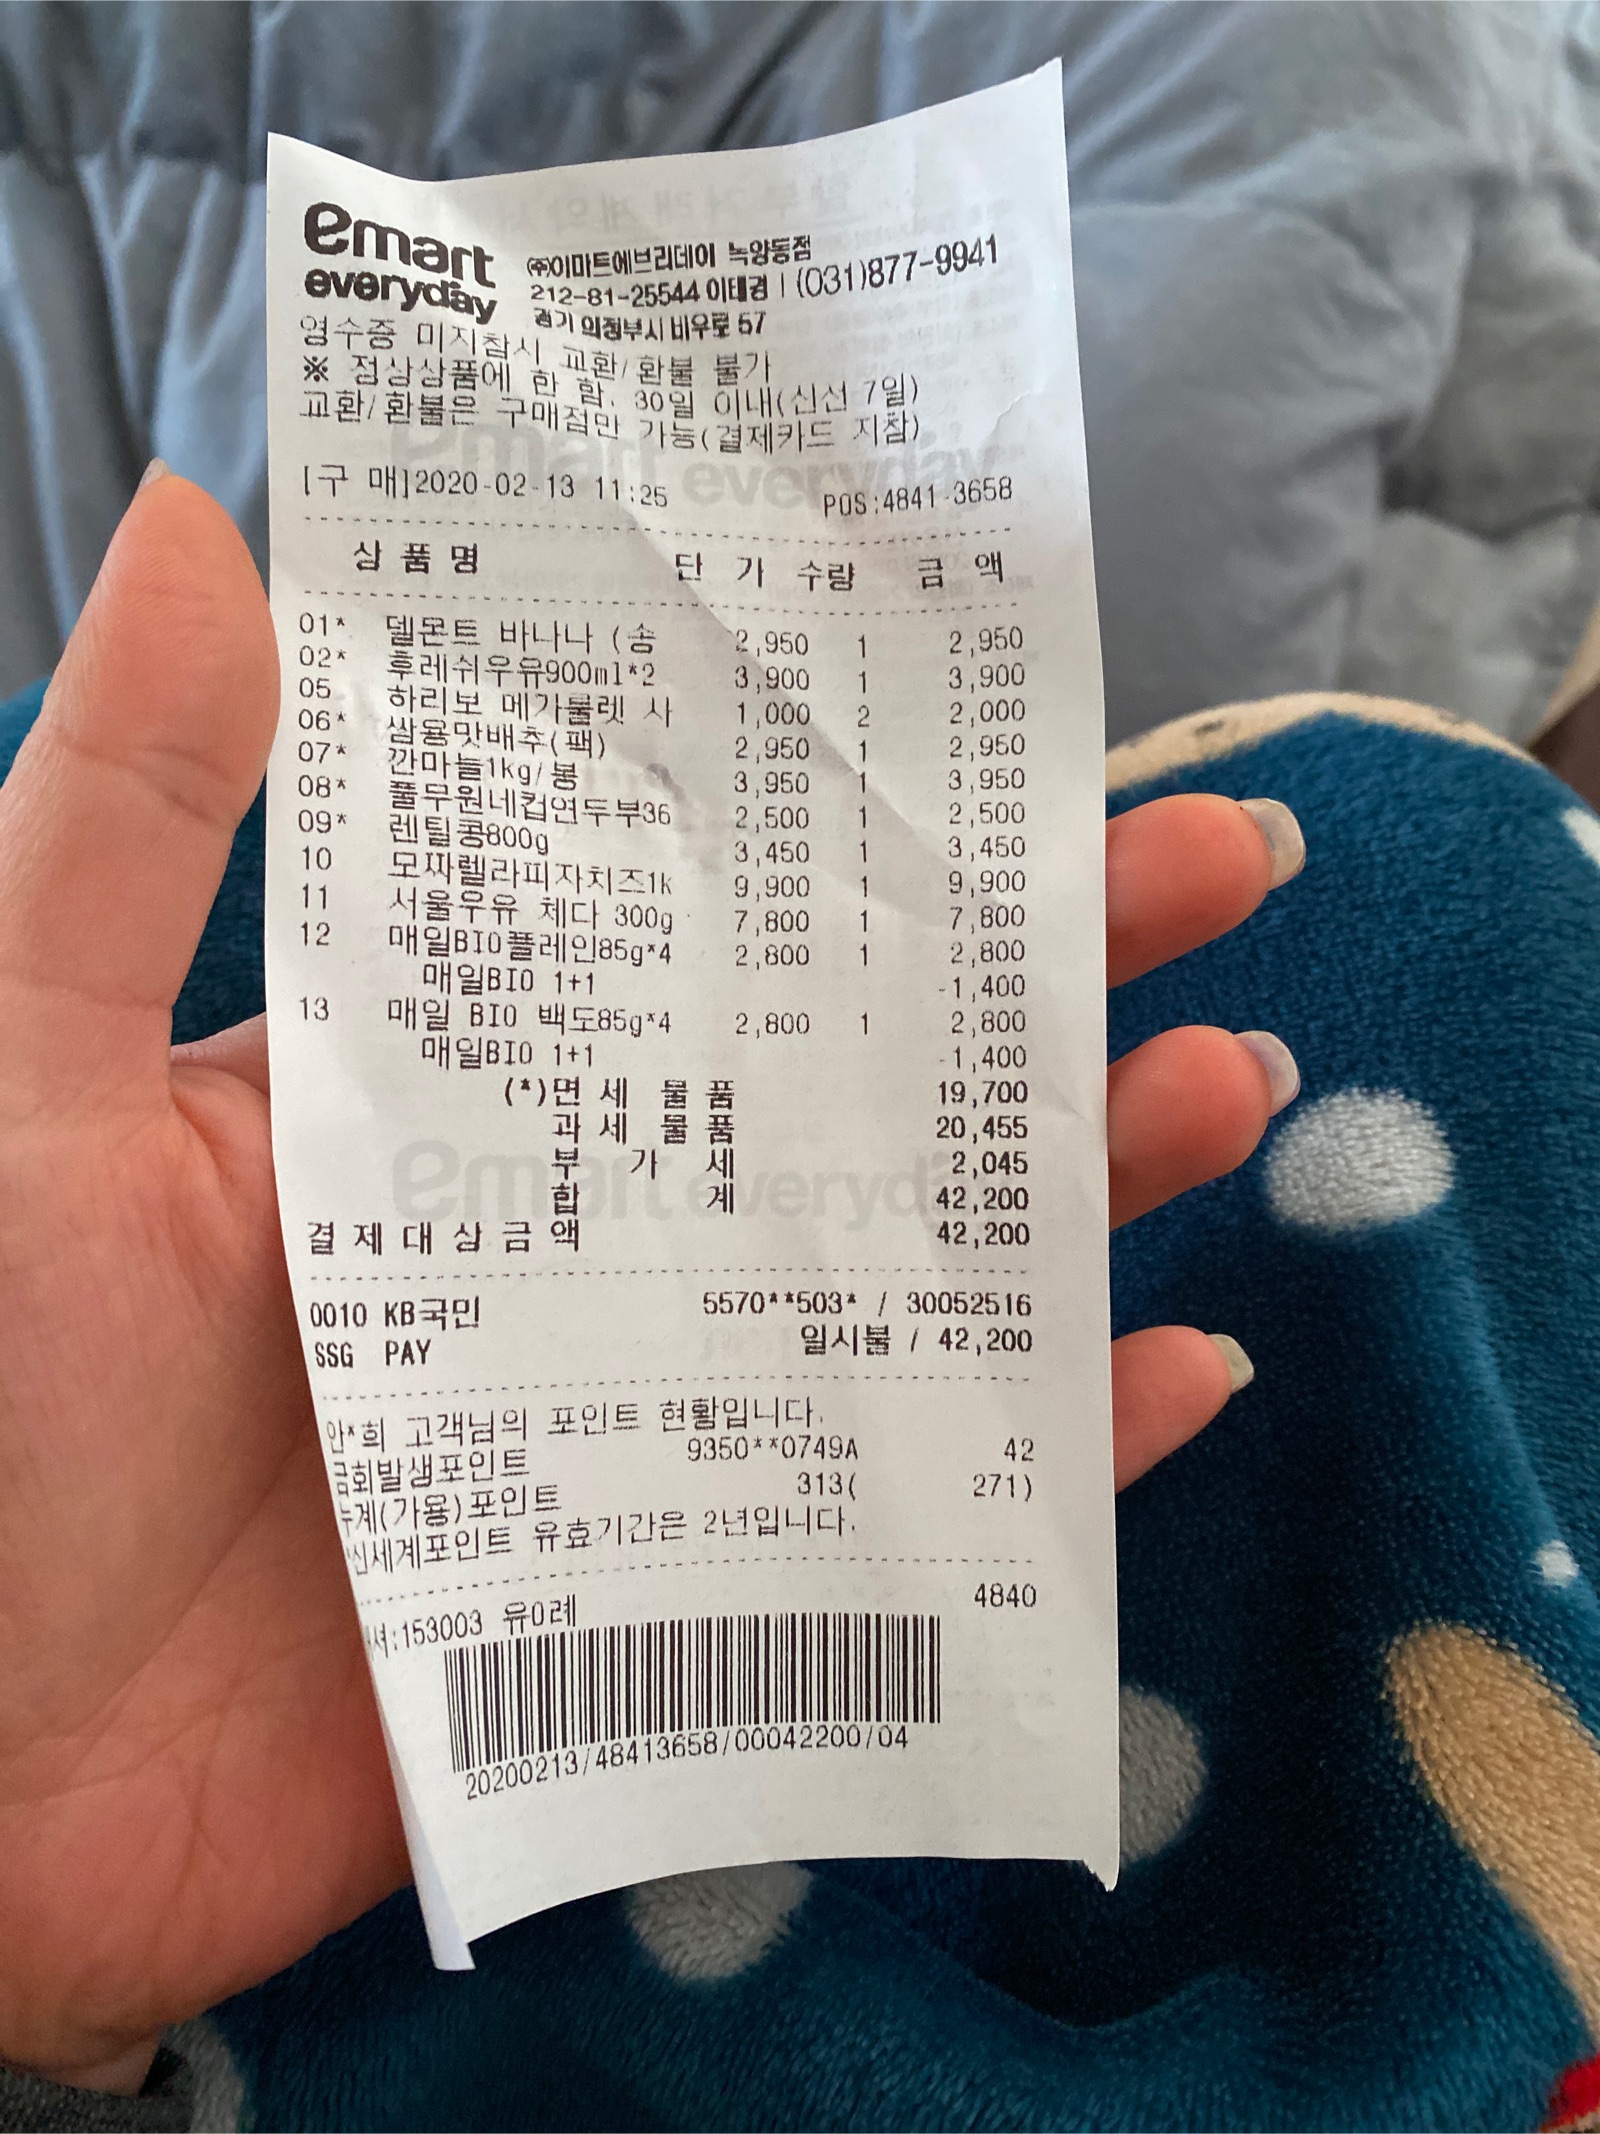 emart
everyday
㈜이마트에브리데이 녹양동점
212-81-25544 이태경 | (031)877-9941
경기 의정부시 비우로 57
영수증 미지참시 교환/환불 불가
※ 정상상품에 한 함. 30일 이내(신선 7일)
교환/환불은 구매점만 가능(결제카드 지참)
[구 매]2020-02-13 11:25 POS:4841-3658
상 품 명 단 가 수량 금 액
01* 델몬트 바나나 (송 2,950 1 2,950
02* 후레쉬우유900ml*2 3,900 1 3,900
05 하리보 메가룰렛 사 1,000 2 2,000
06* 쌈용맛배추(팩) 2,950 1 2,950
07* 깐마늘1kg/봉 3,950 1 3,950
08* 풀무원네컵연두부36 2,500 1 2,500
09* 렌틸콩800g 3,450 1 3,450
10 모짜렐라피자치즈1k 9,900 1 9,900
11 서울우유 체다 300g 7,800 1 7,800
12 매일BIO플레인85g*4 2,800 1 2,800
매일BIO 1+1 -1,400
13 매일 BIO 백도85g*4 2,800 1 2,800
매일BIO 1+1 -1,400
(*)면 세 물 품 19,700
과 세 물 품 20,455
부 가 세 2,045
합 계 42,200
결 제 대 상 금 액 42,200
0010 KB국민 5570**503* / 30052516
SSG PAY 일시불 / 42,200
안*희 고객님의 포인트 현황입니다.
금회발생포인트 9350**0749A 42
누계(가용)포인트 313( 271)
신세계포인트 유효기간은 2년입니다.
셔:153003 유0례 4840
20200213/48413658/00042200/04